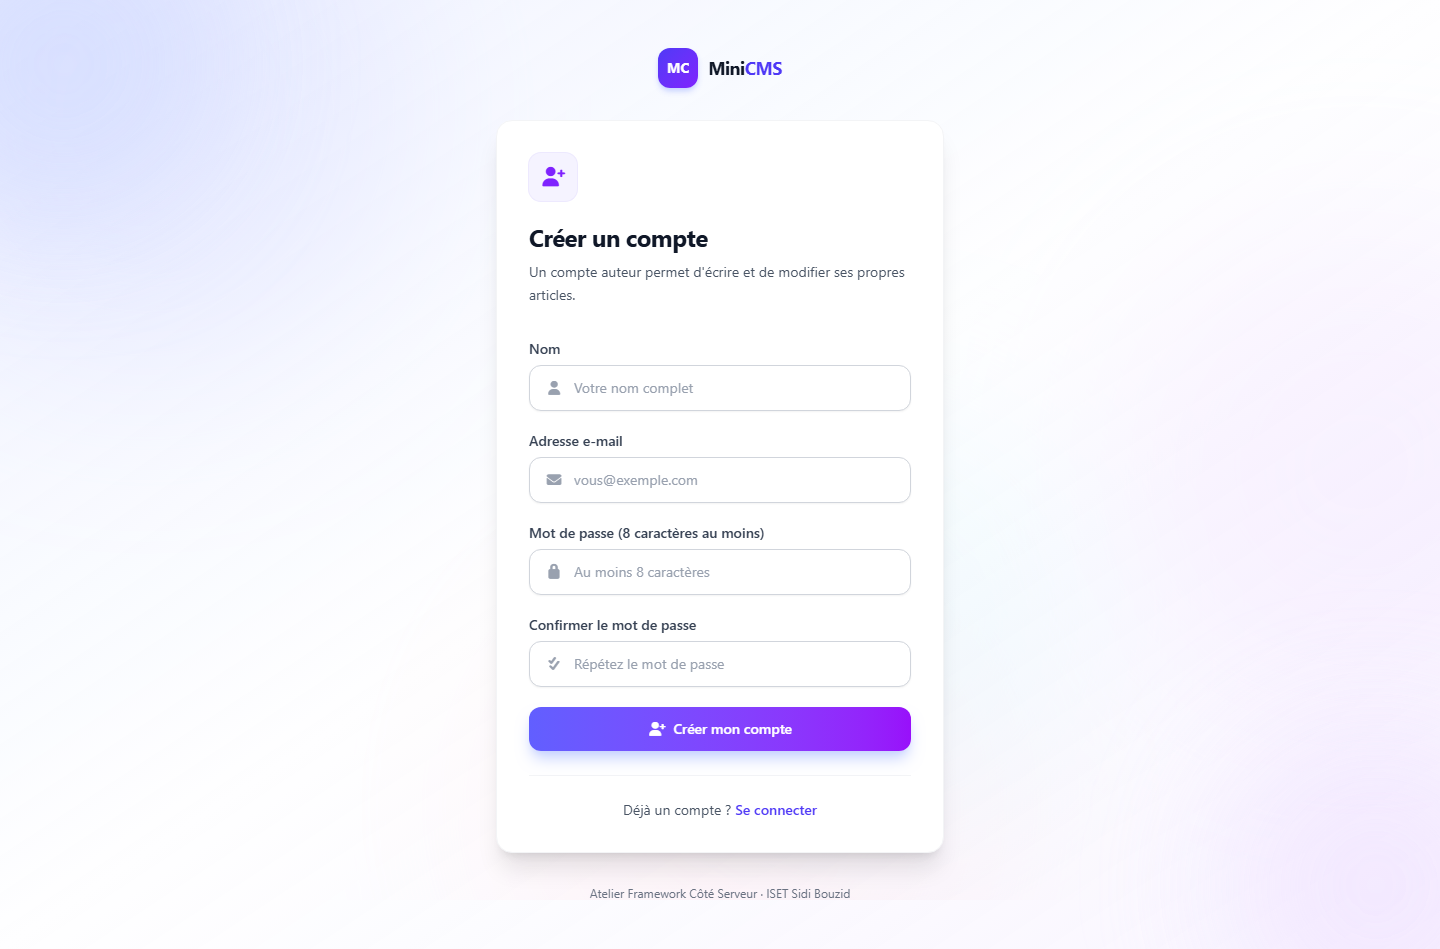 MC MiniCMS
Créer un compte
Un compte auteur permet d'écrire et de modifier ses propres
articles.
Nom
Votre nom complet
Adresse e-mail
vous@exemple.com
Mot de passe (8 caractères au moins)
Au moins 8 caractères
Confirmer le mot de passe
Répétez le mot de passe
Créer mon compte
Déjà un compte ? Se connecter
Atelier Framework Côté Serveur · ISET Sidi Bouzid